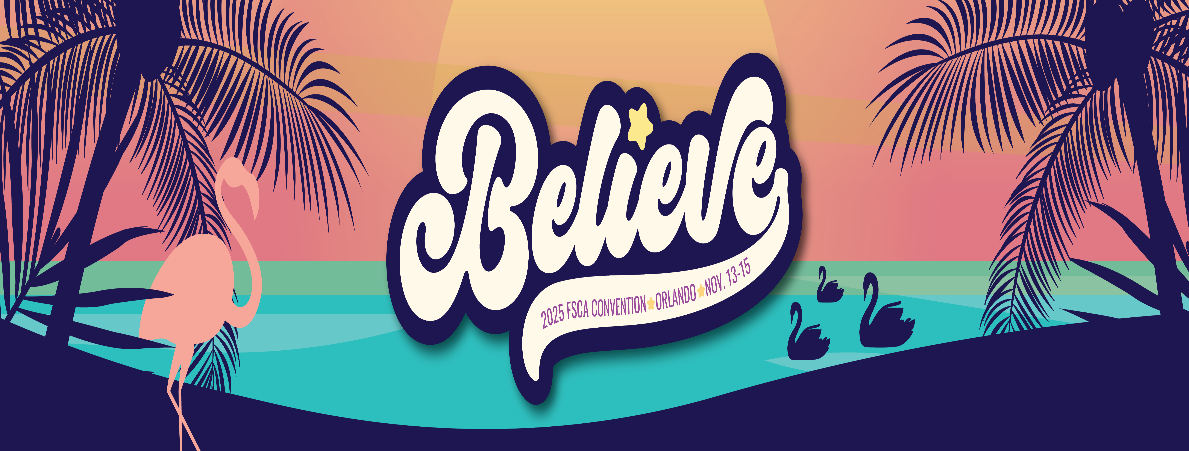 Believe
2025 FSCA CONVENTION★ORLANDO★NOV. 13-15